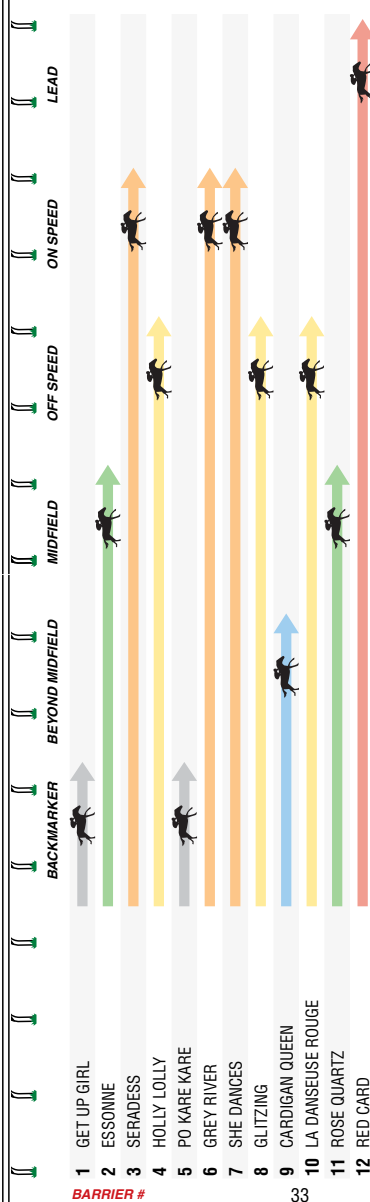 BACKMARKER
BEYOND MIDFIELD
MIDFIELD
OFF SPEED
ON SPEED
LEAD
1 GET UP GIRL
2 ESSONNE
3 SERADESS
4 HOLLY LOLLY
5 PO KARE KARE
6 GREY RIVER
7 SHE DANCES
8 GLITZING
9 CARDIGAN QUEEN
10 LA DANSEUSE ROUGE
11 ROSE QUARTZ
12 RED CARD
BARRIER #
33